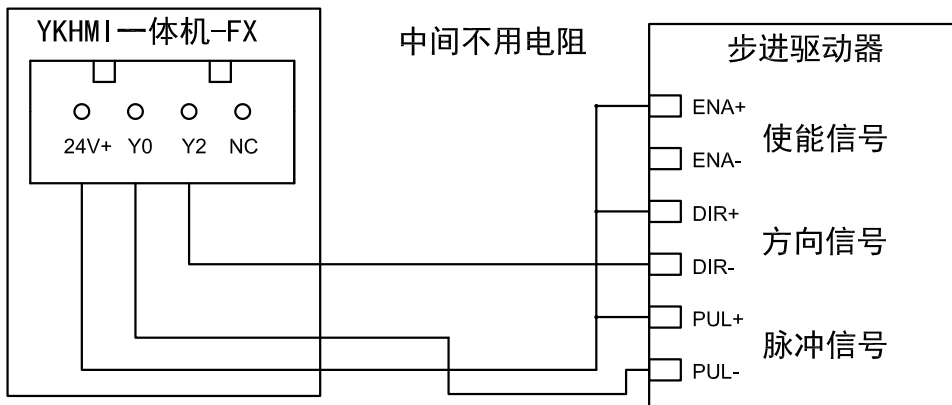 YKHMI一体机-FX
中间不用电阻
步进驱动器
24V+ Y0 Y2 NC
ENA+
使能信号
ENA-
DIR+
方向信号
DIR-
PUL+
脉冲信号
PUL-